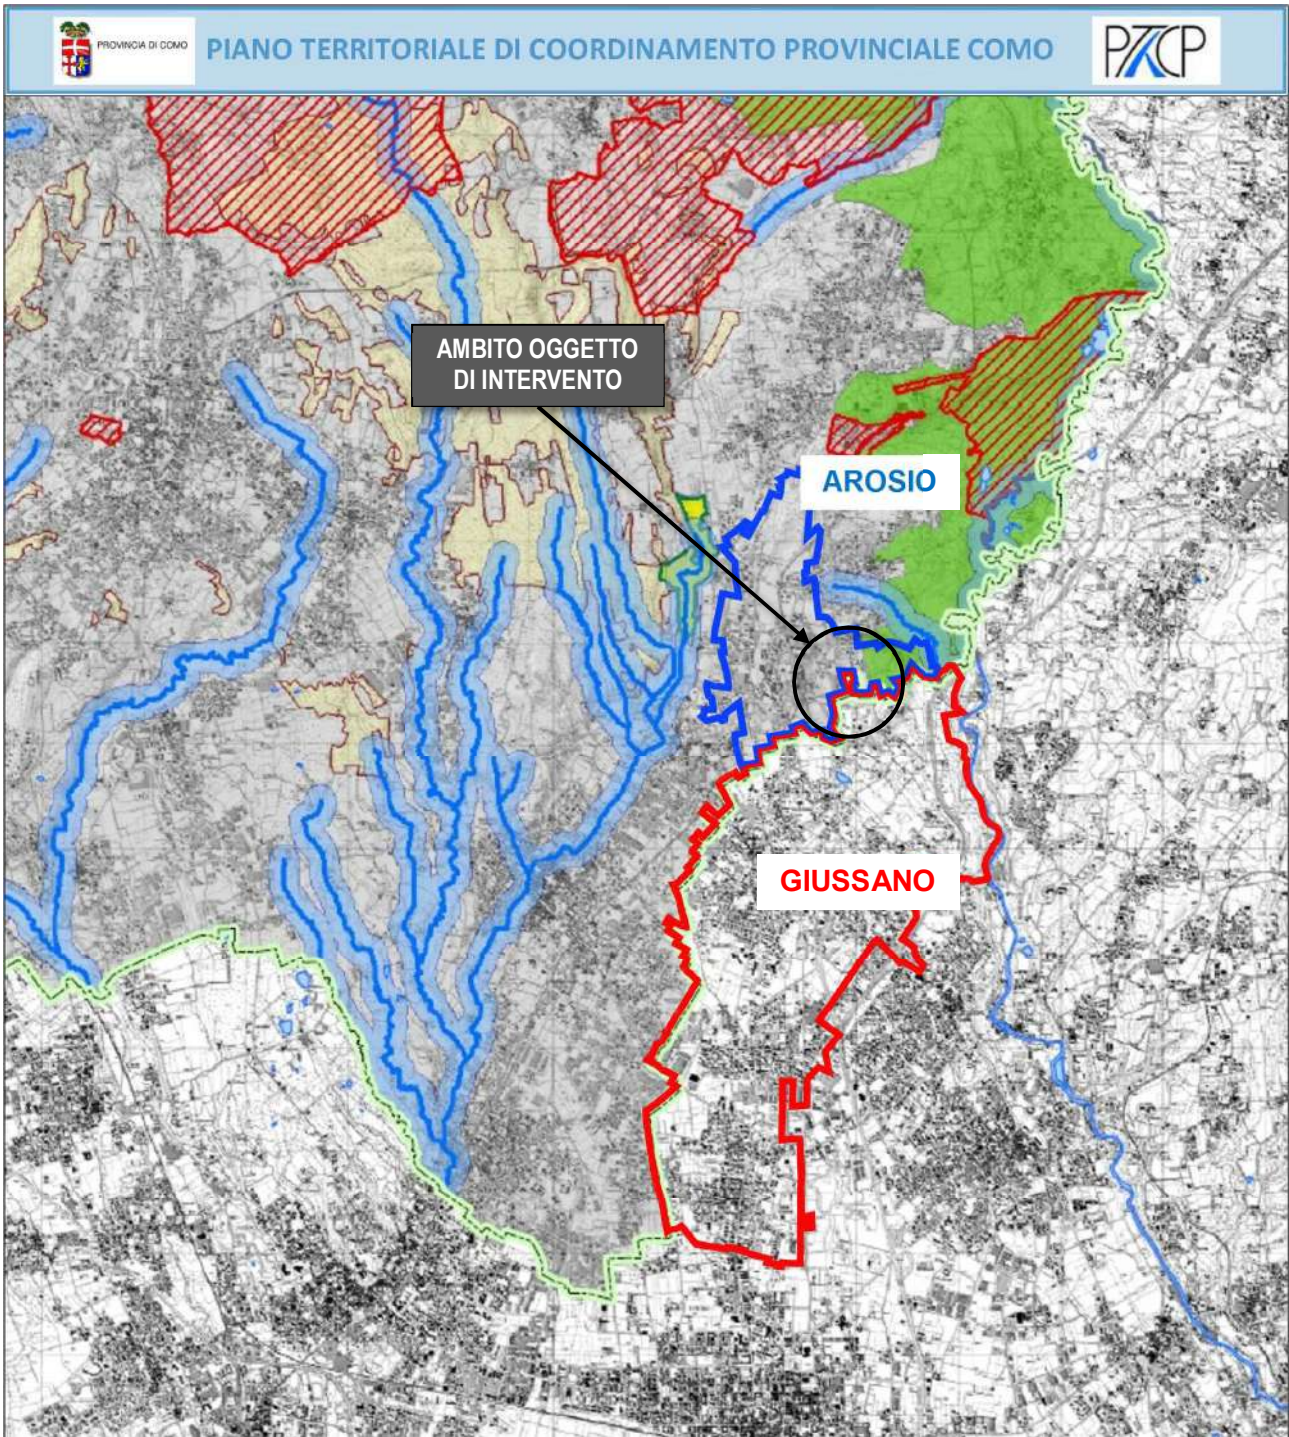 PROVINCIA DI COMO
PIANO TERRITORIALE DI COORDINAMENTO PROVINCIALE COMO
PTCP
AMBITO OGGETTO
DI INTERVENTO
AROSIO
GIUSSANO